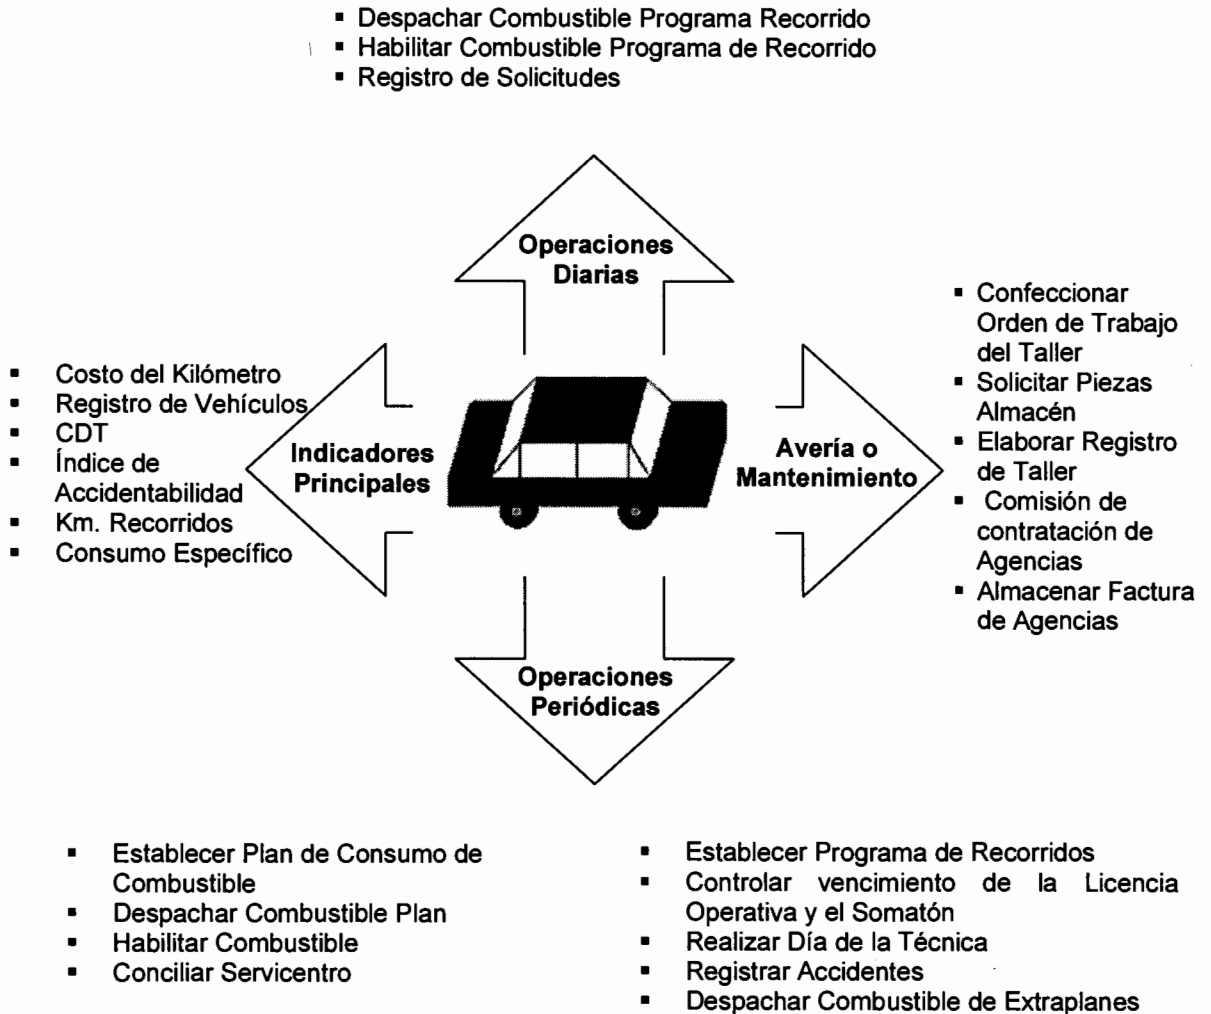 ▪ Despachar Combustible Programa Recorrido
▪ Habilitar Combustible Programa de Recorrido
▪ Registro de Solicitudes
Operaciones
Diarias
▪ Costo del Kilómetro
▪ Registro de Vehículos
▪ CDT
▪ Índice de
Accidentabilidad
▪ Km. Recorridos
▪ Consumo Específico
Indicadores
Principales
Avería o
Mantenimiento
▪ Confeccionar
Orden de Trabajo
del Taller
▪ Solicitar Piezas
Almacén
▪ Elaborar Registro
de Taller
▪ Comisión de
contratación de
Agencias
▪ Almacenar Factura
de Agencias
Operaciones
Periódicas
▪ Establecer Plan de Consumo de
Combustible
▪ Despachar Combustible Plan
▪ Habilitar Combustible
▪ Conciliar Servicentro
▪ Establecer Programa de Recorridos
▪ Controlar vencimiento de la Licencia
Operativa y el Somatón
▪ Realizar Día de la Técnica
▪ Registrar Accidentes
▪ Despachar Combustible de Extraplanes